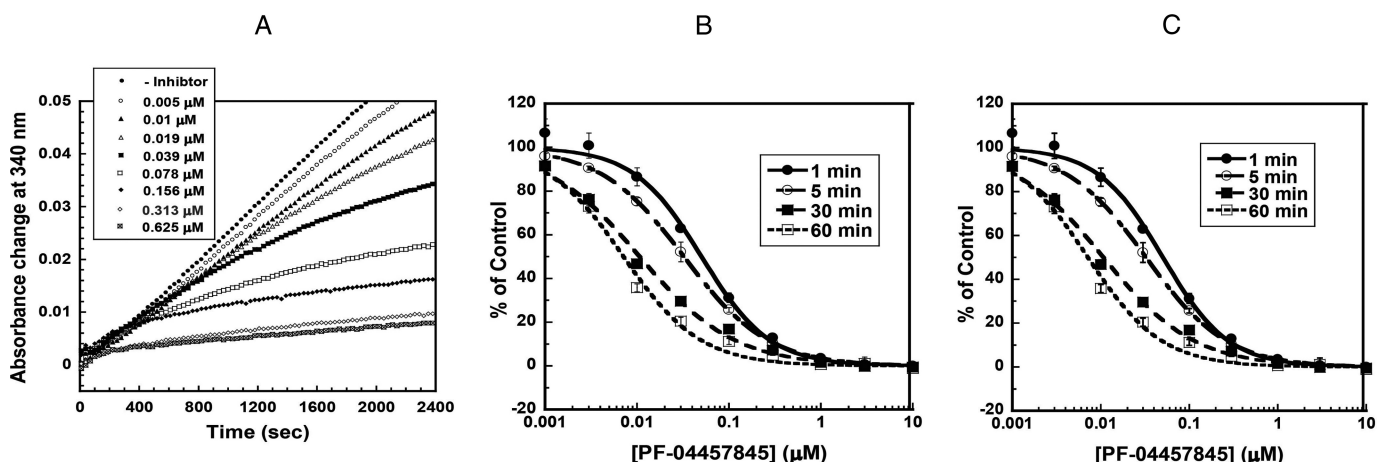 A
B
C
- Inhibtor
0.005 µM
0.01 µM
0.019 µM
0.039 µM
0.078 µM
0.156 µM
0.313 µM
0.625 µM
Absorbance change at 340 nm
0.05
0.04
0.03
0.02
0.01
0
0 400 800 1200 1600 2000 2400
Time (sec)
% of Control
120
100
80
60
40
20
0
-20
1 min
5 min
30 min
60 min
0.001 0.01 0.1 1 10
[PF-04457845] (µM)
% of Control
120
100
80
60
40
20
0
-20
1 min
5 min
30 min
60 min
0.001 0.01 0.1 1 10
[PF-04457845] (µM)